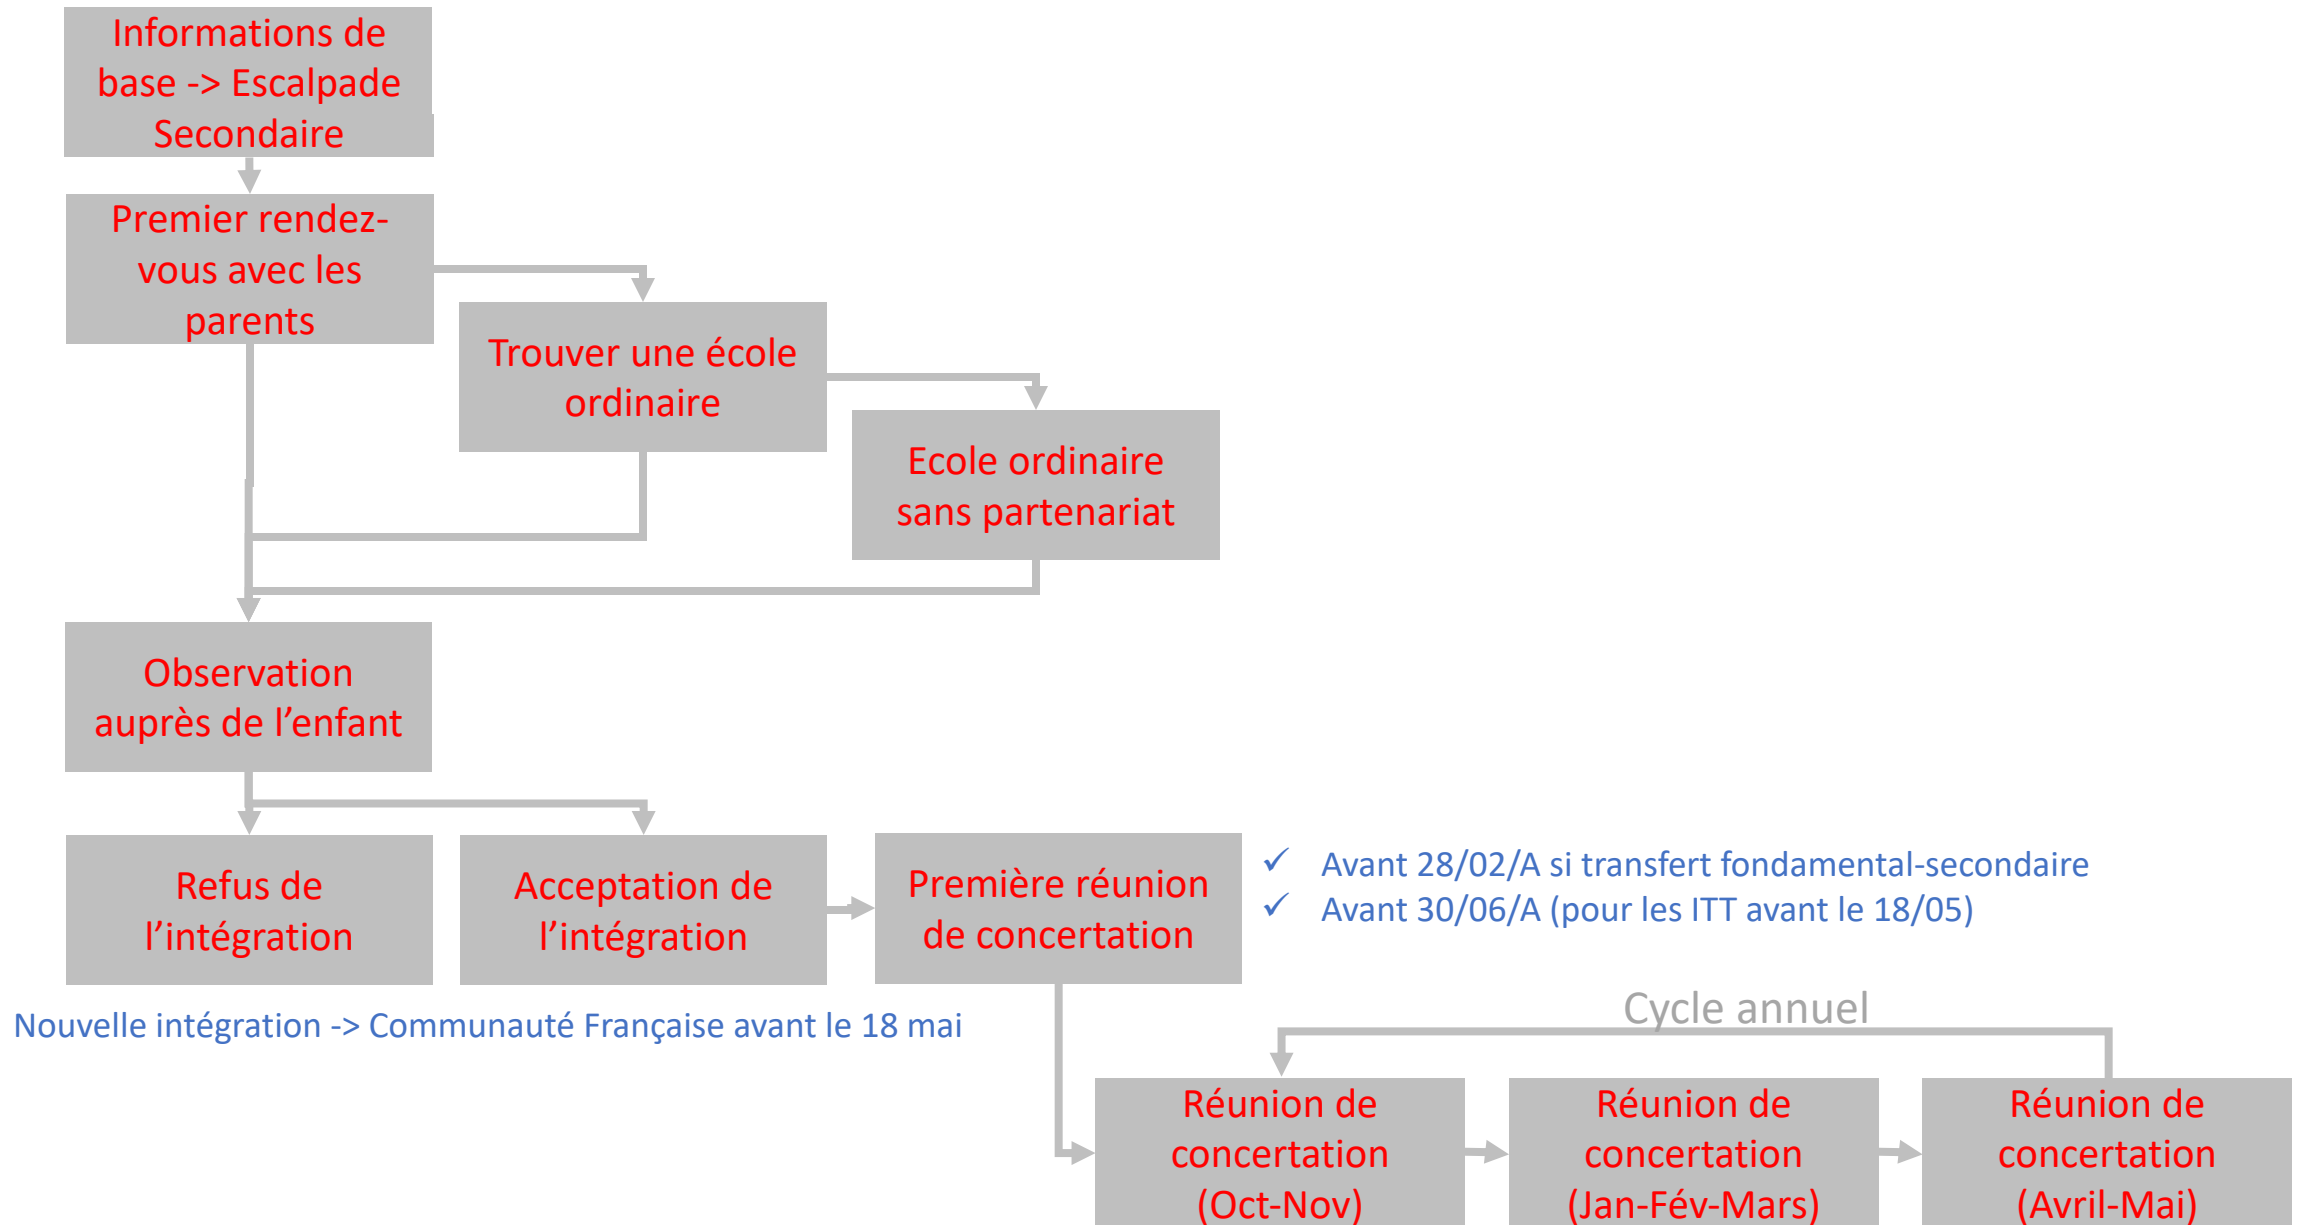 Informations de
base -> Escalpade
Secondaire
Premier rendez-
vous avec les
parents
Trouver une école
ordinaire
Ecole ordinaire
sans partenariat
Observation
auprès de l’enfant
Refus de
l’intégration
Acceptation de
l’intégration
Première réunion
de concertation
✓ Avant 28/02/A si transfert fondamental-secondaire
✓ Avant 30/06/A (pour les ITT avant le 18/05)
Nouvelle intégration -> Communauté Française avant le 18 mai
Cycle annuel
Réunion de
concertation
(Oct-Nov)
Réunion de
concertation
(Jan-Fév-Mars)
Réunion de
concertation
(Avril-Mai)